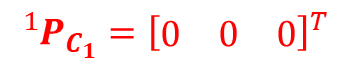 ¹P_C₁ = [0 0 0]ᵀ